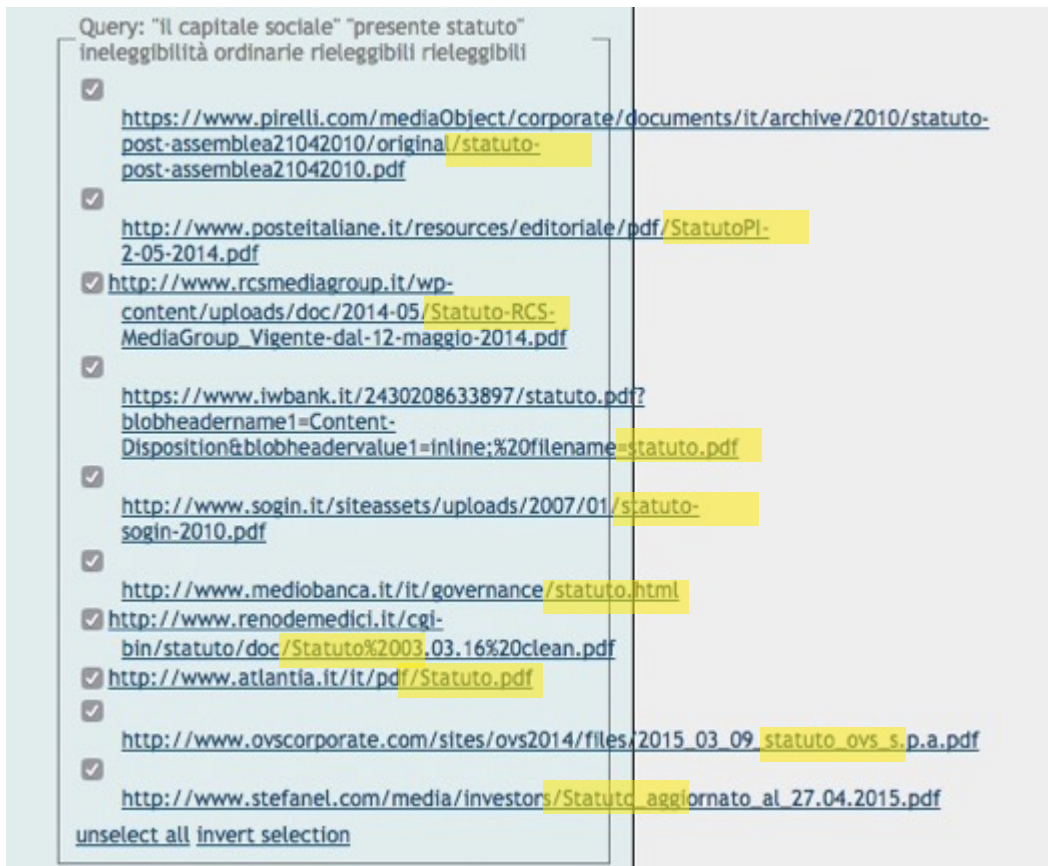 Query: "il capitale sociale" "presente statuto"
ineleggibilità ordinarie rieleggibili rieleggibili
https://www.pirelli.com/mediaObject/corporate/documents/it/archive/2010/statuto-
post-assemblea21042010/original/statuto-
post-assemblea21042010.pdf
http://www.posteitaliane.it/resources/editoriale/pdf/StatutoPI-
2-05-2014.pdf
http://www.rcsmediagroup.it/wp-
content/uploads/doc/2014-05/Statuto-RCS-
MediaGroup_Vigente-dal-12-maggio-2014.pdf
https://www.iwbank.it/2430208633897/statuto.pdf?
blobheadername1=Content-
Disposition&blobheadervalue1=inline;%20filename=statuto.pdf
http://www.sogin.it/siteassets/uploads/2007/01/statuto-
sogin-2010.pdf
http://www.mediobanca.it/it/governance/statuto.html
http://www.renodemedici.it/cgi-
bin/statuto/doc/Statuto%2003.03.16%20clean.pdf
http://www.atlantia.it/it/pdf/Statuto.pdf
http://www.ovscorporate.com/sites/ovs2014/files/2015_03_09_statuto_ovs_s.p.a.pdf
http://www.stefanel.com/media/investors/Statuto_aggiornato_al_27.04.2015.pdf
unselect all invert selection